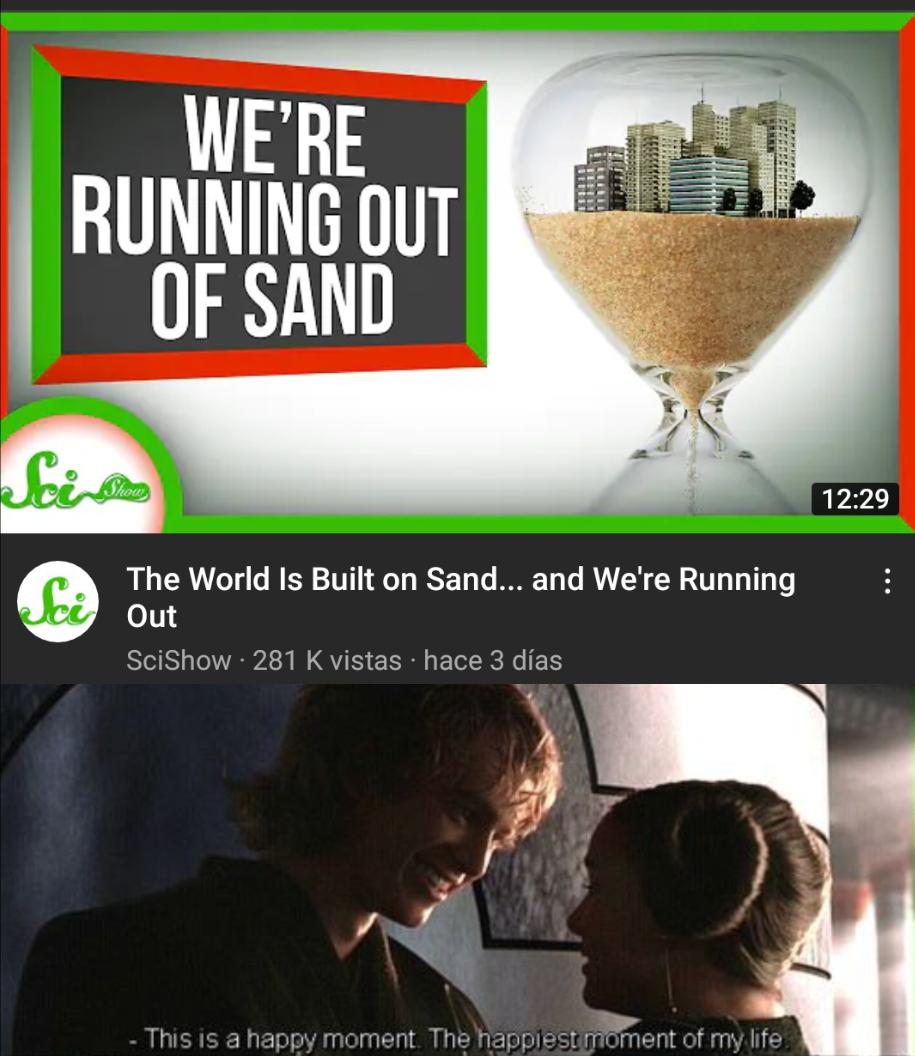 WE'RE
RUNNING OUT
OF SAND
Sci Show
12:29
Sci
The World Is Built on Sand... and We're Running
Out
SciShow · 281 K vistas · hace 3 días
- This is a happy moment. The happiest moment of my life.